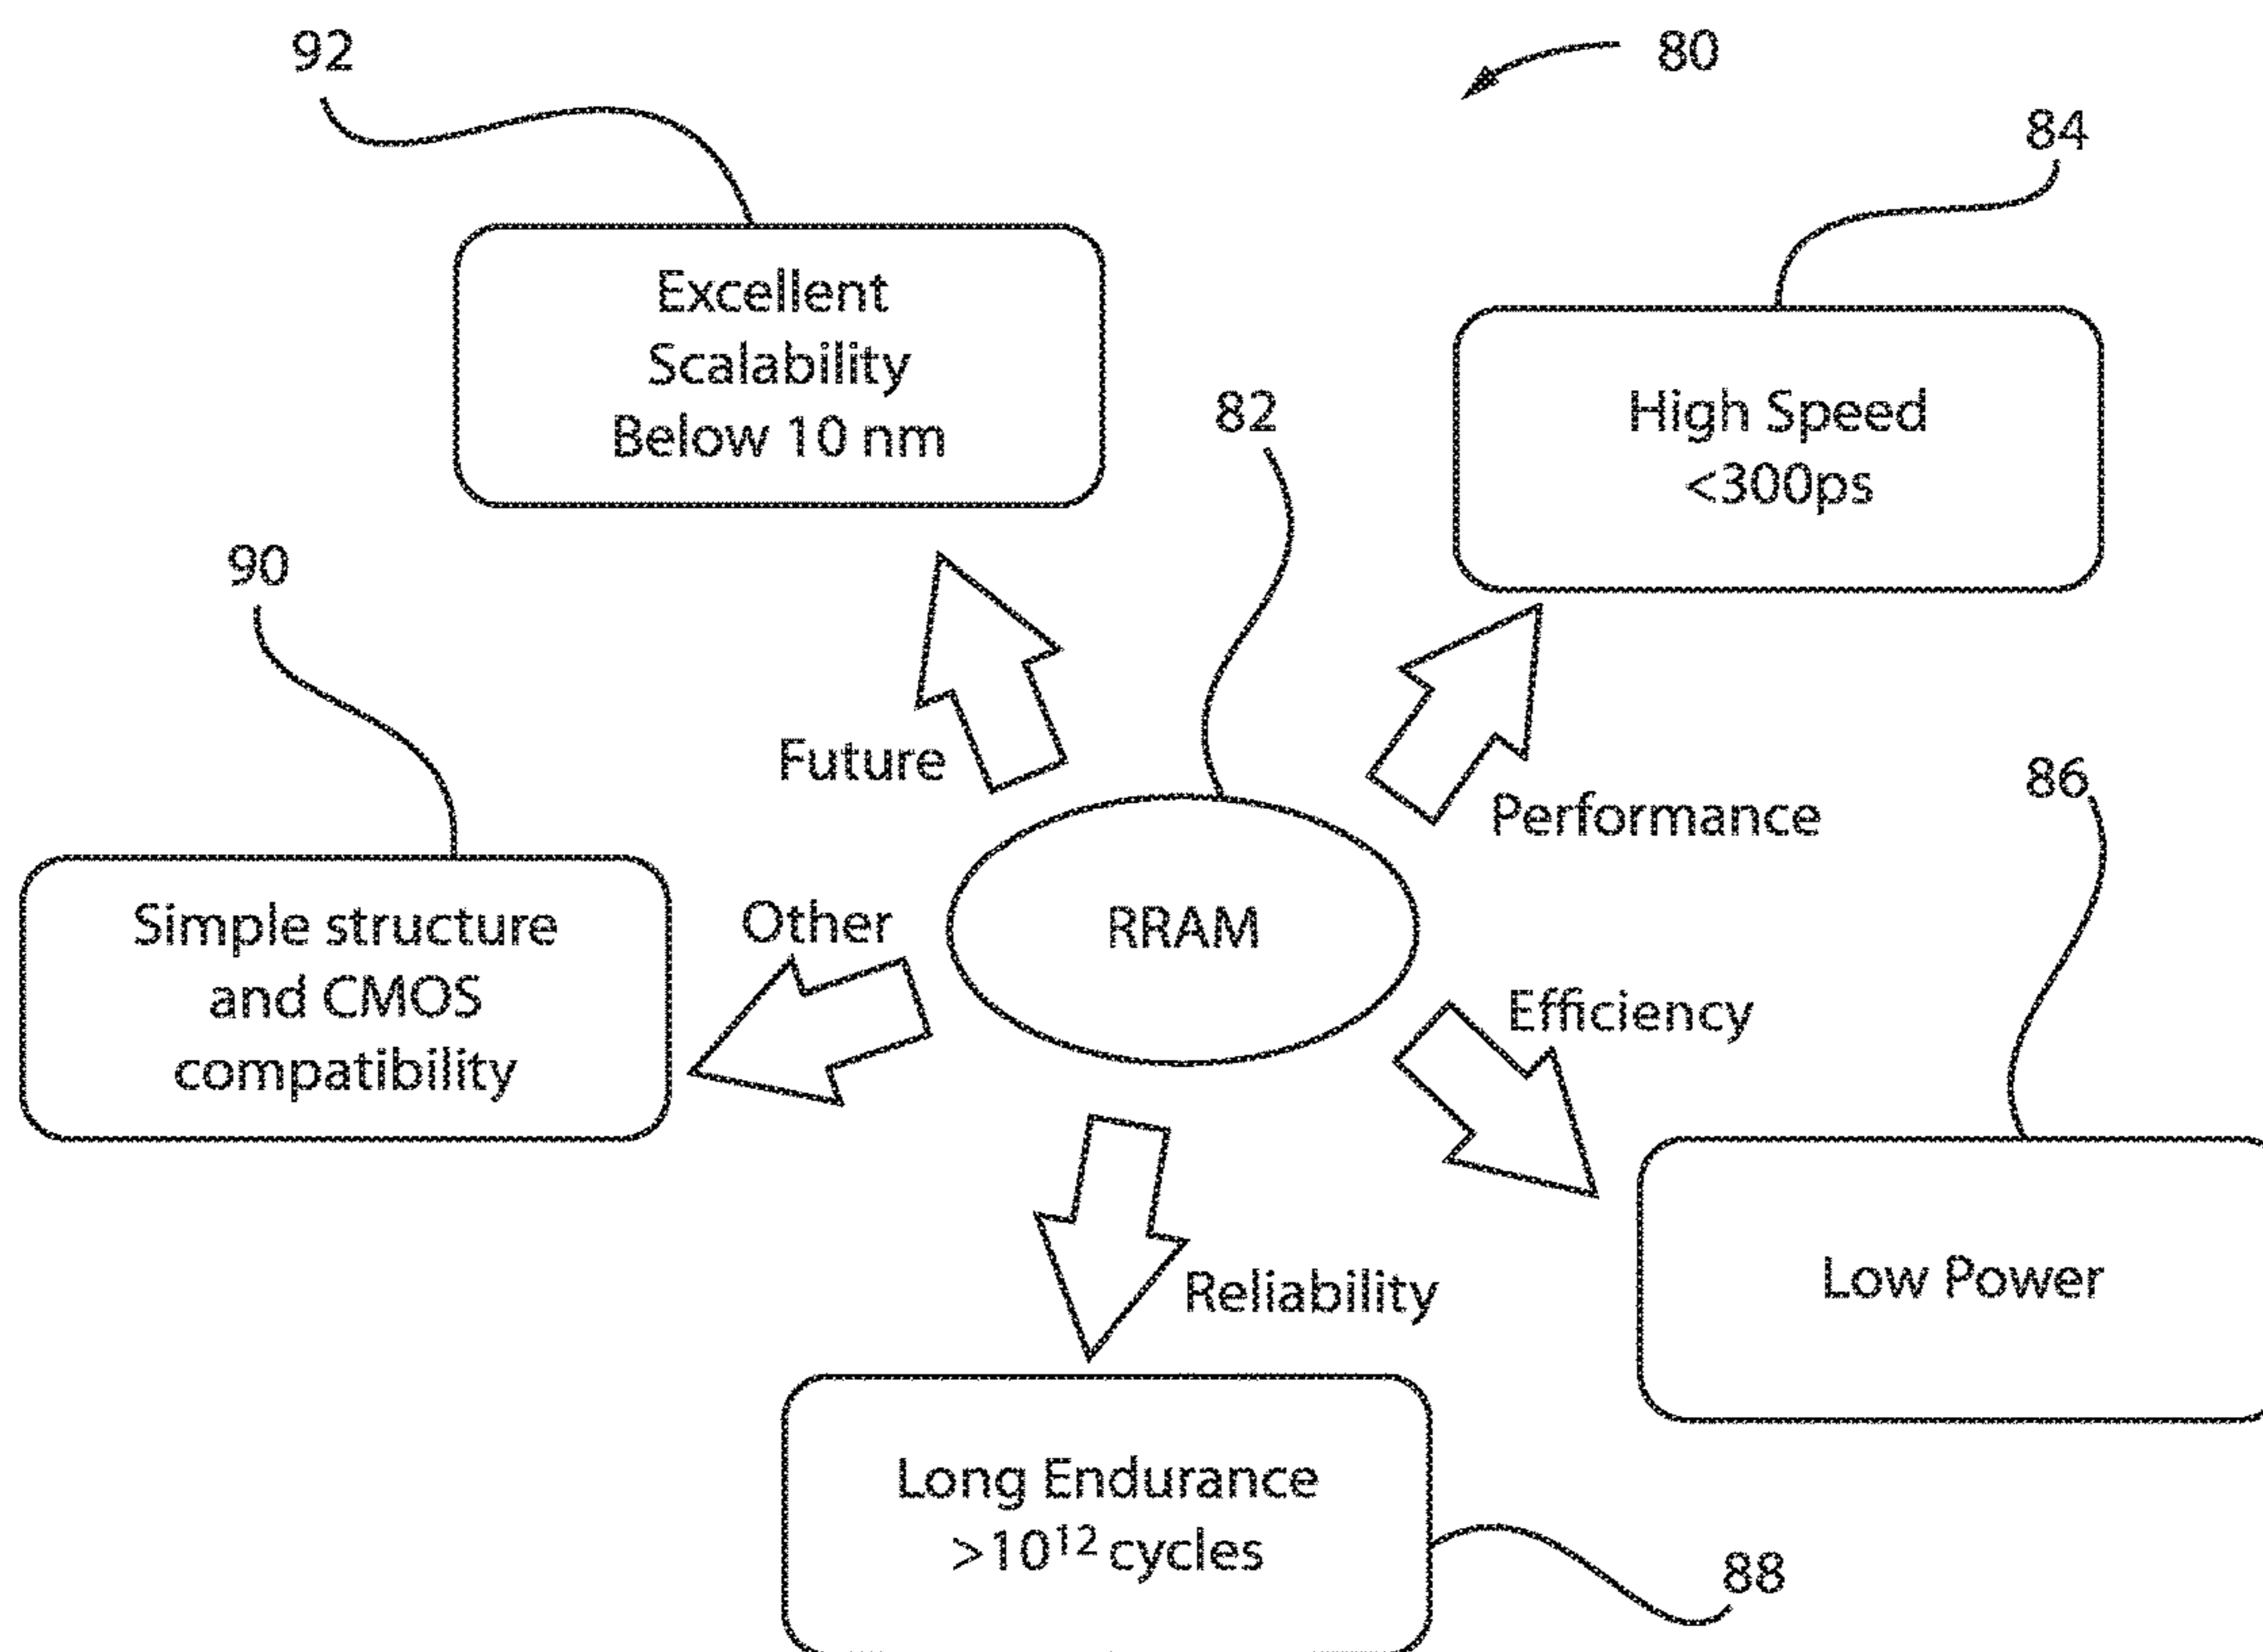 92
80
84
Excellent
Scalability
Below 10 nm
82
High Speed
<300ps
90
Future
Performance
86
Simple structure
and CMOS
compatibility
Other
RRAM
Efficiency
Reliability
Low Power
Long Endurance
>10¹² cycles
88